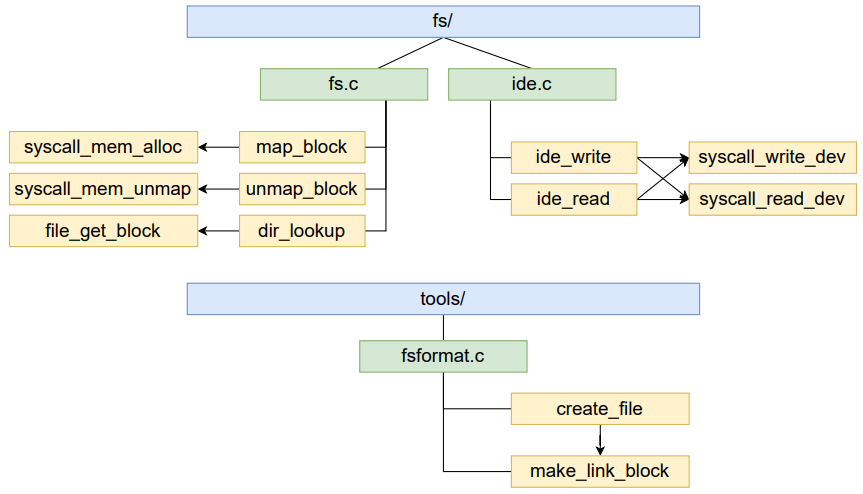 fs/
fs.c
ide.c
syscall_mem_alloc
map_block
ide_write
syscall_write_dev
syscall_mem_unmap
unmap_block
ide_read
syscall_read_dev
file_get_block
dir_lookup
tools/
fsformat.c
create_file
make_link_block